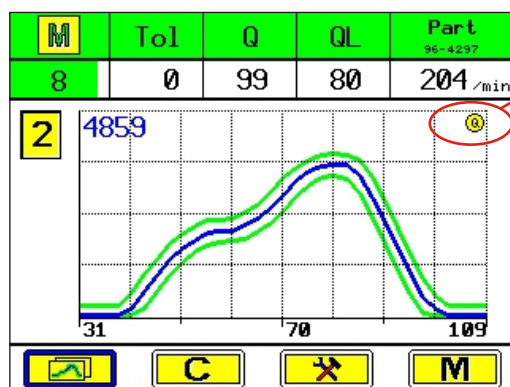 M Tol Q QL Part
96-4297
8 0 99 80 204 /min
2 4859 Q
31 70 109
C M